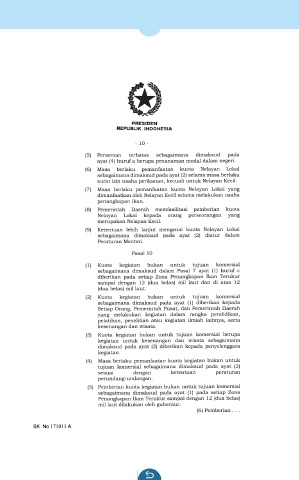 PRESIDEN
REPUBLIK INDONESIA
- 10 -
(5) Perseroan terbatas sebagaimana dimaksud pada
ayat (4) huruf a berupa penanaman modal dalam negeri.
(6) Masa berlaku pemanfaatan kuota Nelayan Lokal
sebagaimana dimaksud pada ayat (2) selama masa berlaku
surat izin usaha perikanan, kecuali untuk Nelayan Kecil.
(7) Masa berlaku pemanfaatan kuota Nelayan Lokal yang
dimanfaatkan oleh Nelayan Kecil selama melakukan usaha
penangkapan ikan.
(8) Pemerintah Daerah memfasilitasi pemberian kuota
Nelayan Lokal kepada orang perseorangan yang
merupakan Nelayan Kecil.
(9) Ketentuan lebih lanjut mengenai kuota Nelayan Lokal
sebagaimana dimaksud pada ayat (2) diatur dalam
Peraturan Menteri.
Pasal 10
(1) Kuota kegiatan bukan untuk tujuan komersial
sebagaimana dimaksud dalam Pasal 7 ayat (1) huruf c
diberikan pada setiap Zona Penangkapan Ikan Terukur
sampai dengan 12 (dua belas) mil laut dan di atas 12
(dua belas) mil laut.
(2) Kuota kegiatan bukan untuk tujuan komersial
sebagaimana dimaksud pada ayat (1) diberikan kepada
Setiap Orang, Pemerintah Pusat, dan Pemerintah Daerah
yang melakukan kegiatan dalam rangka pendidikan,
pelatihan, penelitian atau kegiatan ilmiah lainnya, serta
kesenangan dan wisata.
(3) Kuota kegiatan bukan untuk tujuan komersial berupa
kegiatan untuk kesenangan dan wisata sebagaimana
dimaksud pada ayat (2) diberikan kepada penyelenggara
kegiatan.
(4) Masa berlaku pemanfaatan kuota kegiatan bukan untuk
tujuan komersial sebagaimana dimaksud pada ayat (2)
sesuai dengan ketentuan peraturan
perundang-undangan.
(5) Pemberian kuota kegiatan bukan untuk tujuan komersial
sebagaimana dimaksud pada ayat (1) pada setiap Zona
Penangkapan Ikan Terukur sampai dengan 12 (dua belas)
mil laut dilakukan oleh gubernur.
(6) Pemberian . . .
SK No 171011 A